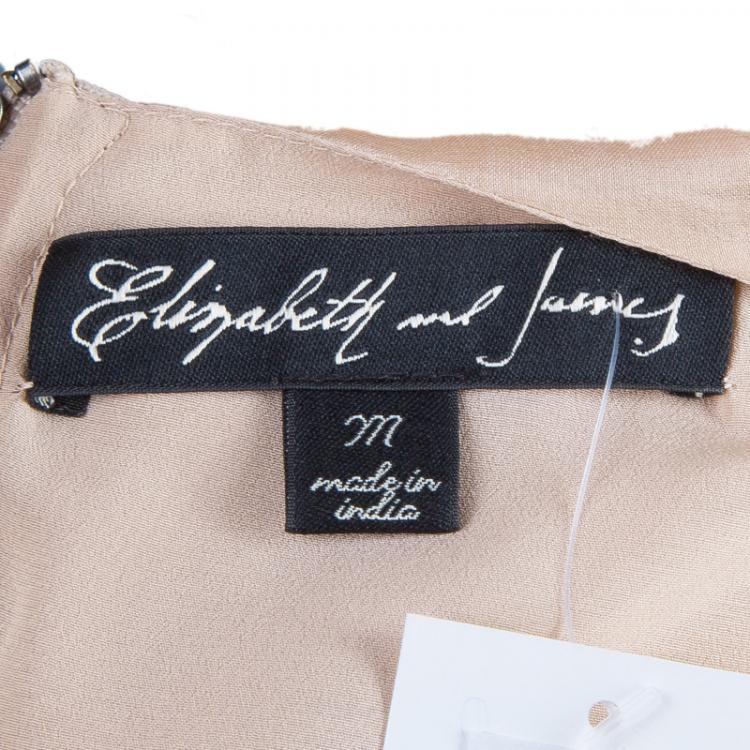 Elizabeth and James
M
made in
india